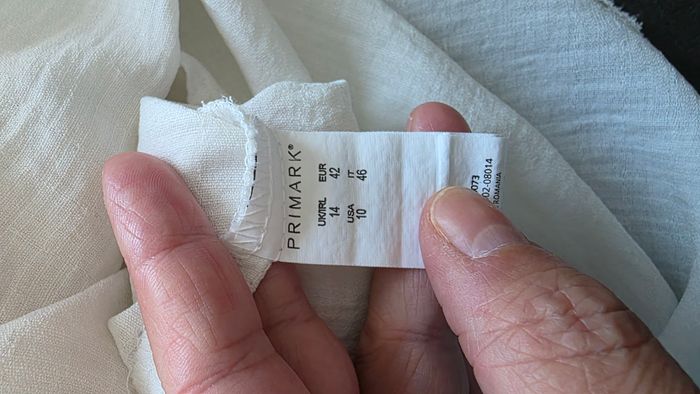 PRIMARK®
UK/IRL EUR
14 42
USA IT
10 46
073
02-08014
ROMANIA